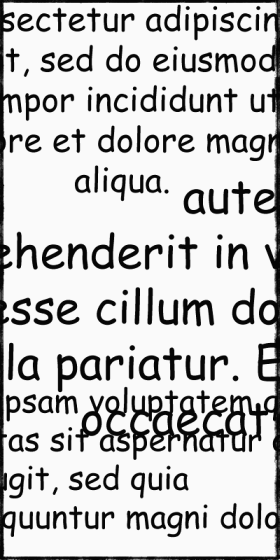 sectetur adipiscin
t, sed do eiusmod
mpor incididunt ut
ore et dolore magn
aliqua.
aute
ehenderit in v
esse cillum do
la pariatur. E
psam voluptatem q
occaecat
tas sit aspernatur
ugit, sed quia
quuntur magni dolo